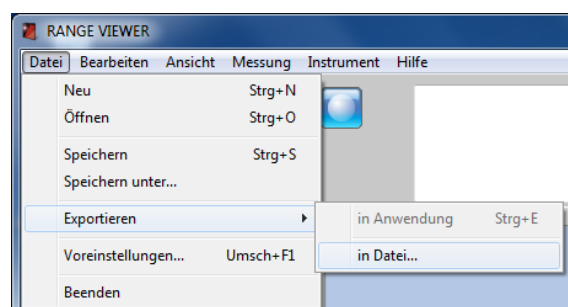 RANGE VIEWER
Datei Bearbeiten Ansicht Messung Instrument Hilfe
Neu Strg+N
Öffnen Strg+O
Speichern Strg+S
Speichern unter...
Exportieren
in Anwendung Strg+E
Voreinstellungen... Umsch+F1
in Datei...
Beenden